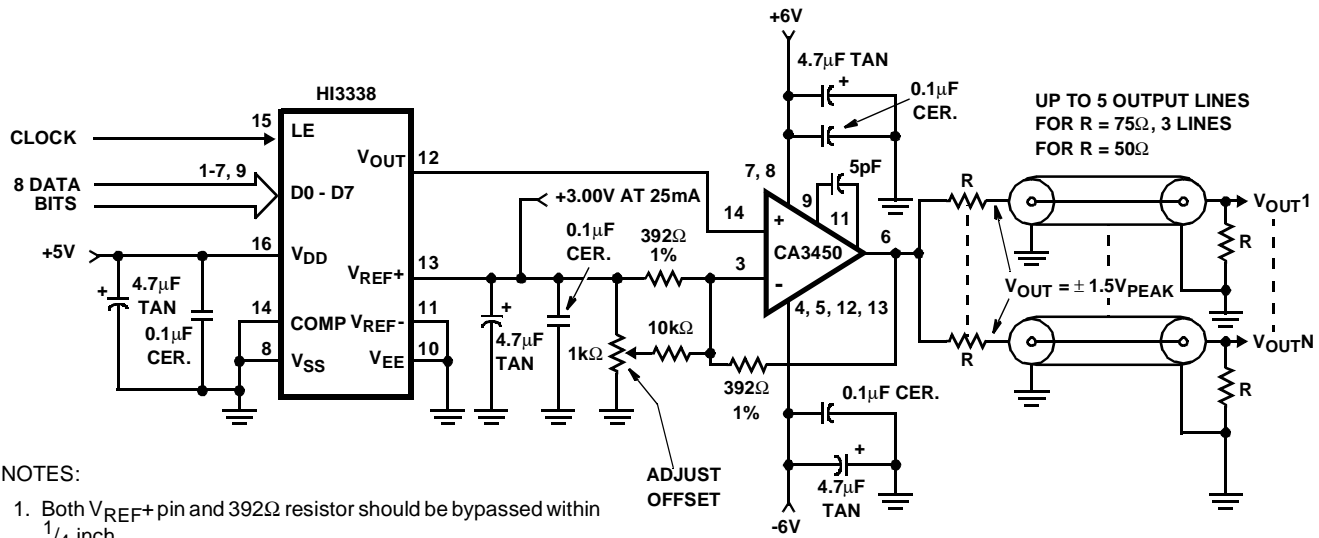 +6V
4.7μF TAN
+
0.1μF
CER.
HI3338
UP TO 5 OUTPUT LINES
FOR R = 75Ω, 3 LINES
FOR R = 50Ω
CLOCK
15
LE
VOUT
12
8 DATA
BITS
1-7, 9
D0 - D7
+3.00V AT 25mA
7, 8
5pF
9
11
14
+
CA3450
6
R
VOUT1
R
+5V
16
VDD
0.1μF
CER.
392Ω
1%
3
-
VREF+
13
4, 5, 12, 13
VOUT = ± 1.5VPEAK
+
4.7μF
TAN
0.1μF
CER.
14
COMP
VREF-
11
+
4.7μF
TAN
1kΩ
10kΩ
R
VOUTN
8
VSS
VEE
10
392Ω
1%
0.1μF CER.
R
ADJUST
OFFSET
+
4.7μF
TAN
-6V
NOTES:
1. Both VREF+ pin and 392Ω resistor should be bypassed within